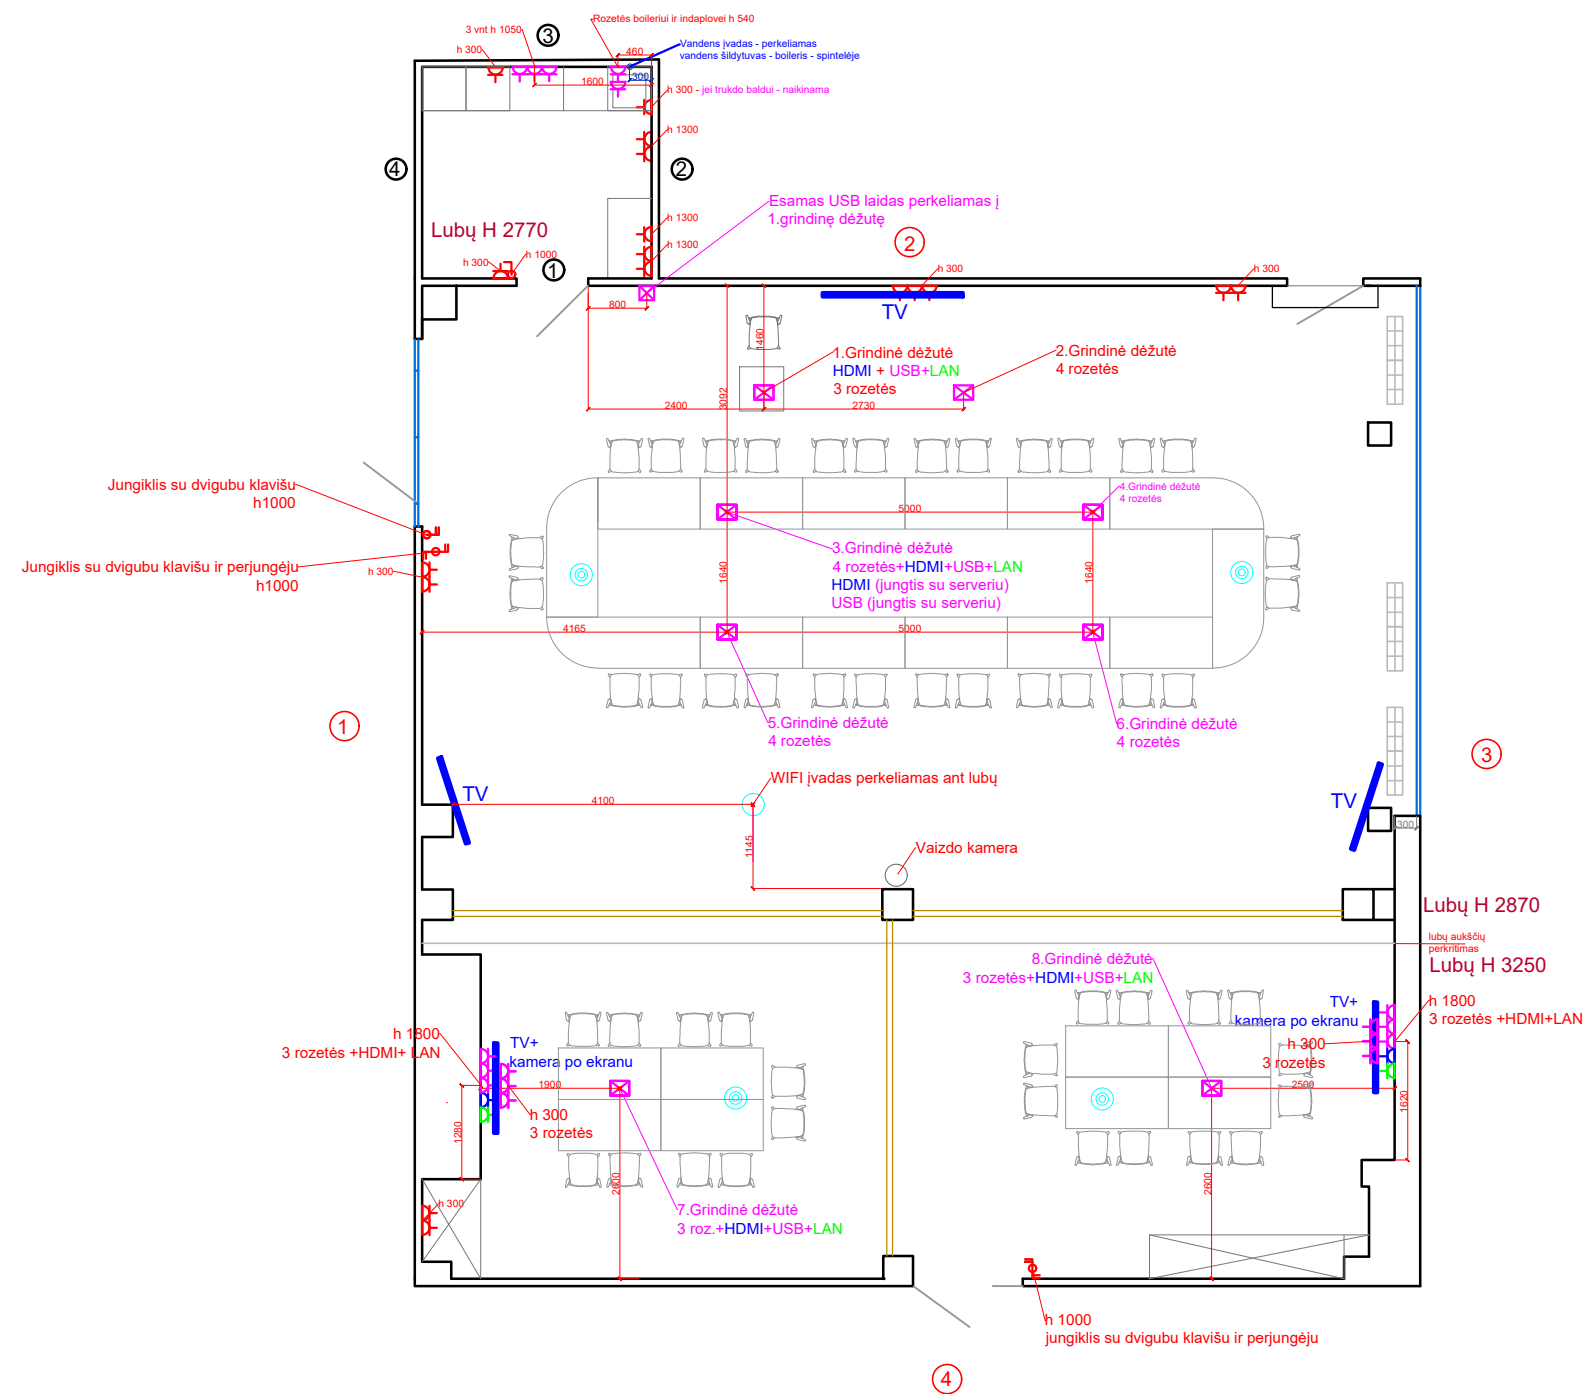 Rozetės boileriui ir indaplovei h 540
3 vnt h 1050
③
h 300
460
Vandens įvadas - perkeliamas
vandens šildytuvas - boileris - spintelėje
300
1600
h 300 - jei trukdo baldui - naikinama
h 1300
④
②
Esamas USB laidas perkeliamas į
1.grindinę dėžutę
Lubų H 2770
h 1300
h 1300
h 300
h 1000
①
②
h 300
h 300
800
TV
1460
1.Grindinė dėžutė
HDMI + USB+LAN
3 rozetės
2.Grindinė dėžutė
4 rozetės
3092
2400
2730
Jungiklis su dvigubu klavišu
h1000
4.Grindinė dėžutė
4 rozetės
5000
Jungiklis su dvigubu klavišu ir perjungėju
h1000
h 300
3.Grindinė dėžutė
4 rozetės+HDMI+USB+LAN
HDMI (jungtis su serveriu)
USB (jungtis su serveriu)
1640
1640
4165
5000
①
5.Grindinė dėžutė
4 rozetės
6.Grindinė dėžutė
4 rozetės
③
TV
WIFI įvadas perkeliamas ant lubų
4100
TV
1145
300
Vaizdo kamera
Lubų H 2870
lubų aukščių
perkritimas
Lubų H 3250
8.Grindinė dėžutė
3 rozetės+HDMI+USB+LAN
h 1800
3 rozetės +HDMI+ LAN
TV+
kamera po ekranu
TV+
kamera po ekranu
h 1800
3 rozetės +HDMI+LAN
h 300
3 rozetės
1900
2500
h 300
3 rozetės
1280
1620
2600
2600
h 300
7.Grindinė dėžutė
3 roz.+HDMI+USB+LAN
h 1000
jungiklis su dvigubu klavišu ir perjungėju
④